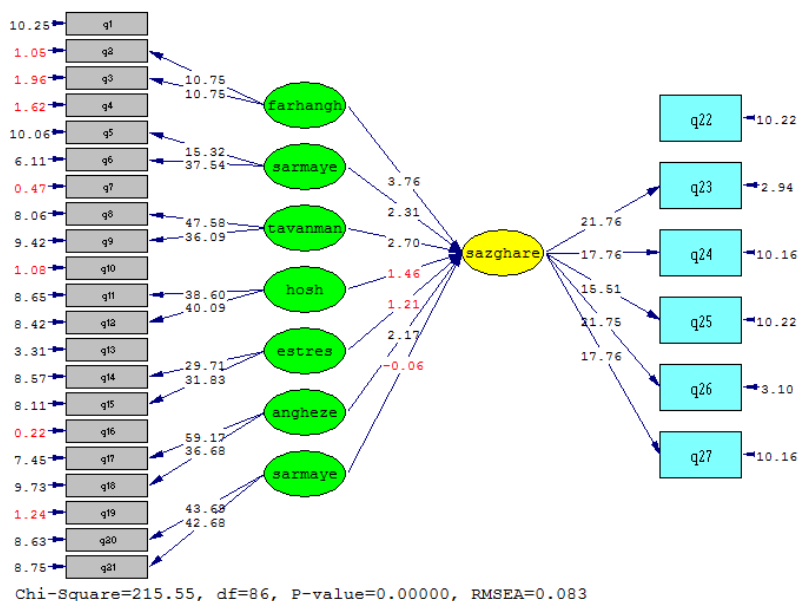 10.25 q1
1.05 q2
1.96 q3
1.62 q4
10.06 q5
6.11 q6
0.47 q7
8.06 q8
9.42 q9
1.08 q10
8.65 q11
8.42 q12
3.31 q13
8.57 q14
8.11 q15
0.22 q16
7.45 q17
9.73 q18
1.24 q19
8.63 q20
8.75 q21
10.75
10.75
15.32
37.54
47.58
36.09
38.60
40.09
29.71
31.83
59.17
36.68
43.69
42.68
farhangh
sarmaye
tavanman
hosh
estres
angheze
sarmaye
3.76
2.31
2.70
1.46
1.21
2.17
-0.06
sazghare
21.76
17.76
15.51
21.75
17.76
q22 10.22
q23 2.94
q24 10.16
q25 10.22
q26 3.10
q27 10.16
Chi-Square=215.55, df=86, P-value=0.00000, RMSEA=0.083